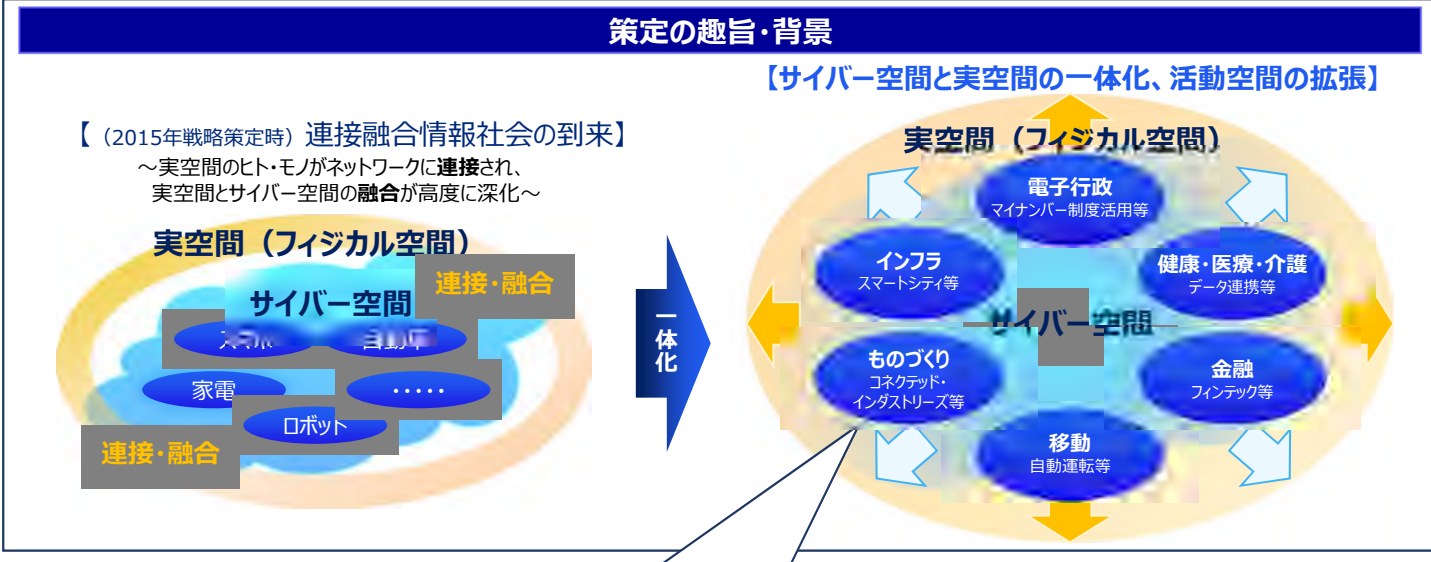 策定の趣旨・背景
【サイバー空間と実空間の一体化、活動空間の拡張】
【（2015年戦略策定時）連接融合情報社会の到来】
～実空間のヒト・モノがネットワークに連接され、
実空間とサイバー空間の融合が高度に深化～
実空間（フィジカル空間）
連接・融合
サイバー空間
家電
・・・・・
ロボット
連接・融合
一体化
実空間（フィジカル空間）
電子行政
マイナンバー制度活用等
インフラ
スマートシティ等
健康・医療・介護
データ連携等
サイバー空間
ものづくり
コネクテッド・
インダストリーズ等
金融
フィンテック等
移動
自動運転等